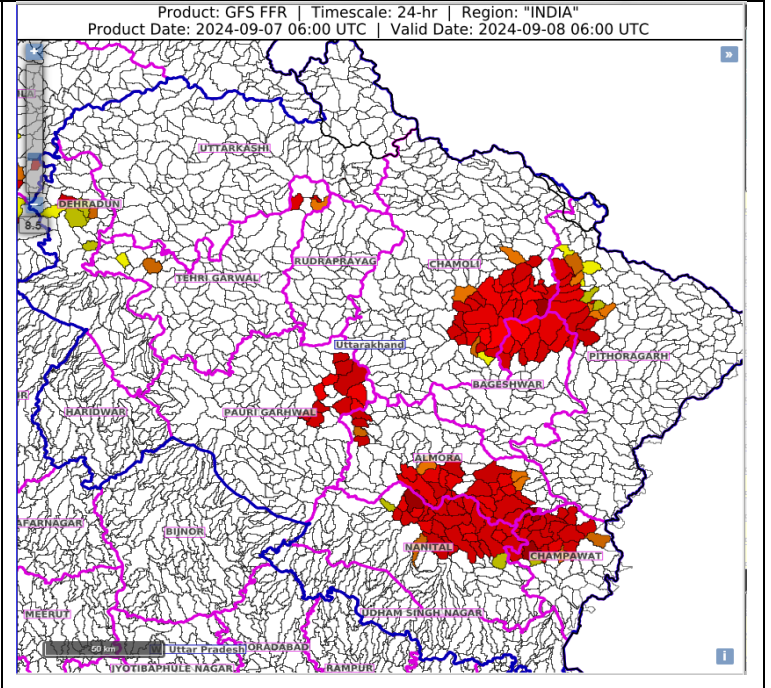 Product: GFS FFR | Timescale: 24-hr | Region: "INDIA"
Product Date: 2024-09-07 06:00 UTC | Valid Date: 2024-09-08 06:00 UTC
»
UTTARKASHI
DEHRADUN
8.5
RUDRAPRAYAG
CHAMOLI
TEHRI GARWAL
Uttarakhand
PITHORAGARH
BAGESHWAR
HARIDWAR
PAURI GARHWAL
ALMORA
AFARNAGAR
BIJNOR
NANITAL
CHAMPAWAT
MEERUT
UDHAM SINGH NAGAR
50 km
Uttar Pradesh
ORADABAD
JYOTIBAPHULE NAGAR
RAMPUR
i